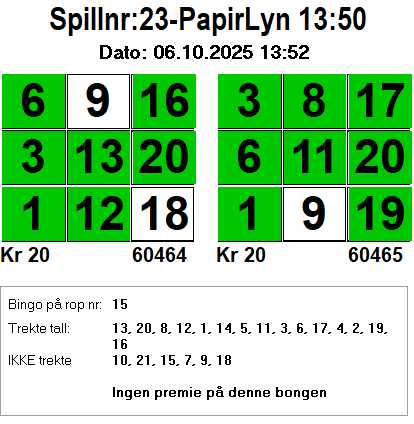 Spillnr:23-PapirLyn 13:50
Dato: 06.10.2025 13:52
6 9 16 3 8 17
3 13 20 6 11 20
1 12 18 1 9 19
Kr 20 60464 Kr 20 60465
Bingo på rop nr: 15
Trekte tall: 13, 20, 8, 12, 1, 14, 5, 11, 3, 6, 17, 4, 2, 19,
16
IKKE trekte 10, 21, 15, 7, 9, 18
Ingen premie på denne bongen